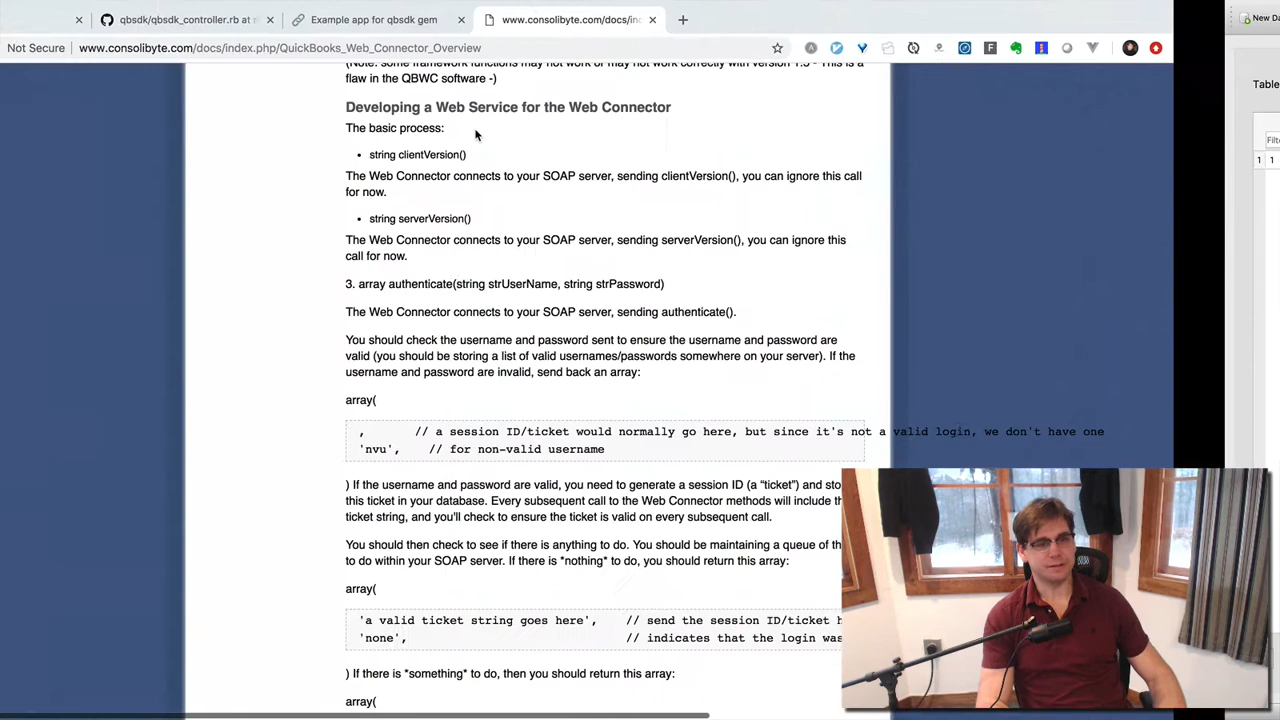 qbsdk/qbsdk_controller.rb at
Example app for qbsdk gem
www.consolibyte.com/docs/inc
New Da
Not Secure
www.consolibyte.com/docs/index.php/QuickBooks_Web_Connector_Overview
(Note: some framework functions may not work or may not work correctly with version 1.5 - This is a
flaw in the QBWC software -)
Developing a Web Service for the Web Connector
The basic process:
• string clientVersion()
The Web Connector connects to your SOAP server, sending clientVersion(), you can ignore this call
for now.
• string serverVersion()
The Web Connector connects to your SOAP server, sending serverVersion(), you can ignore this
call for now.
3. array authenticate(string strUserName, string strPassword)
The Web Connector connects to your SOAP server, sending authenticate().
You should check the username and password sent to ensure the username and password are
valid (you should be storing a list of valid usernames/passwords somewhere on your server). If the
username and password are invalid, send back an array:
array(
, // a session ID/ticket would normally go here, but since it's not a valid login, we don't have one
'nvu', // for non-valid username
) If the username and password are valid, you need to generate a session ID (a “ticket”) and sto
this ticket in your database. Every subsequent call to the Web Connector methods will include th
ticket string, and you'll check to ensure the ticket is valid on every subsequent call.
You should then check to see if there is anything to do. You should be maintaining a queue of th
to do within your SOAP server. If there is *nothing* to do, you should return this array:
array(
'a valid ticket string goes here', // send the session ID/ticket h
'none', // indicates that the login was
) If there is *something* to do, then you should return this array:
array(
Table
Filte
1 1